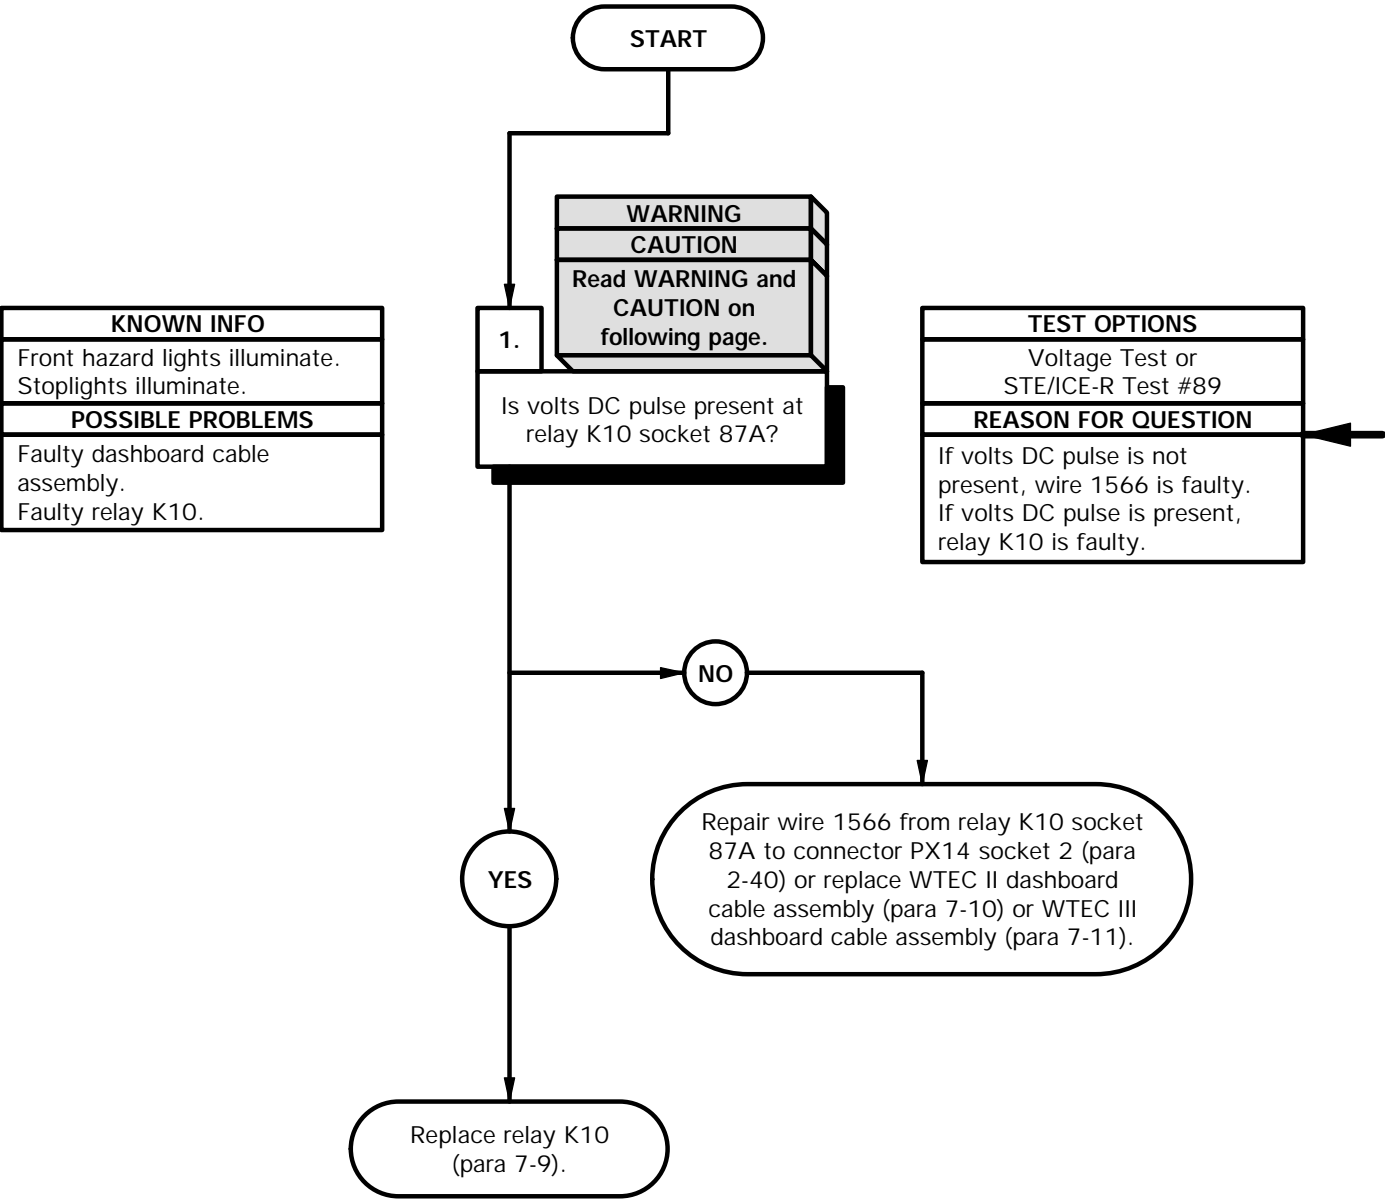 START
WARNING
CAUTION
Read WARNING and
CAUTION on
following page.
1.
Is volts DC pulse present at
relay K10 socket 87A?
KNOWN INFO
Front hazard lights illuminate.
Stoplights illuminate.
POSSIBLE PROBLEMS
Faulty dashboard cable
assembly.
Faulty relay K10.
TEST OPTIONS
Voltage Test or
STE/ICE-R Test #89
REASON FOR QUESTION
If volts DC pulse is not
present, wire 1566 is faulty.
If volts DC pulse is present,
relay K10 is faulty.
NO
Repair wire 1566 from relay K10 socket
87A to connector PX14 socket 2 (para
2-40) or replace WTEC II dashboard
cable assembly (para 7-10) or WTEC III
dashboard cable assembly (para 7-11).
YES
Replace relay K10
(para 7-9).